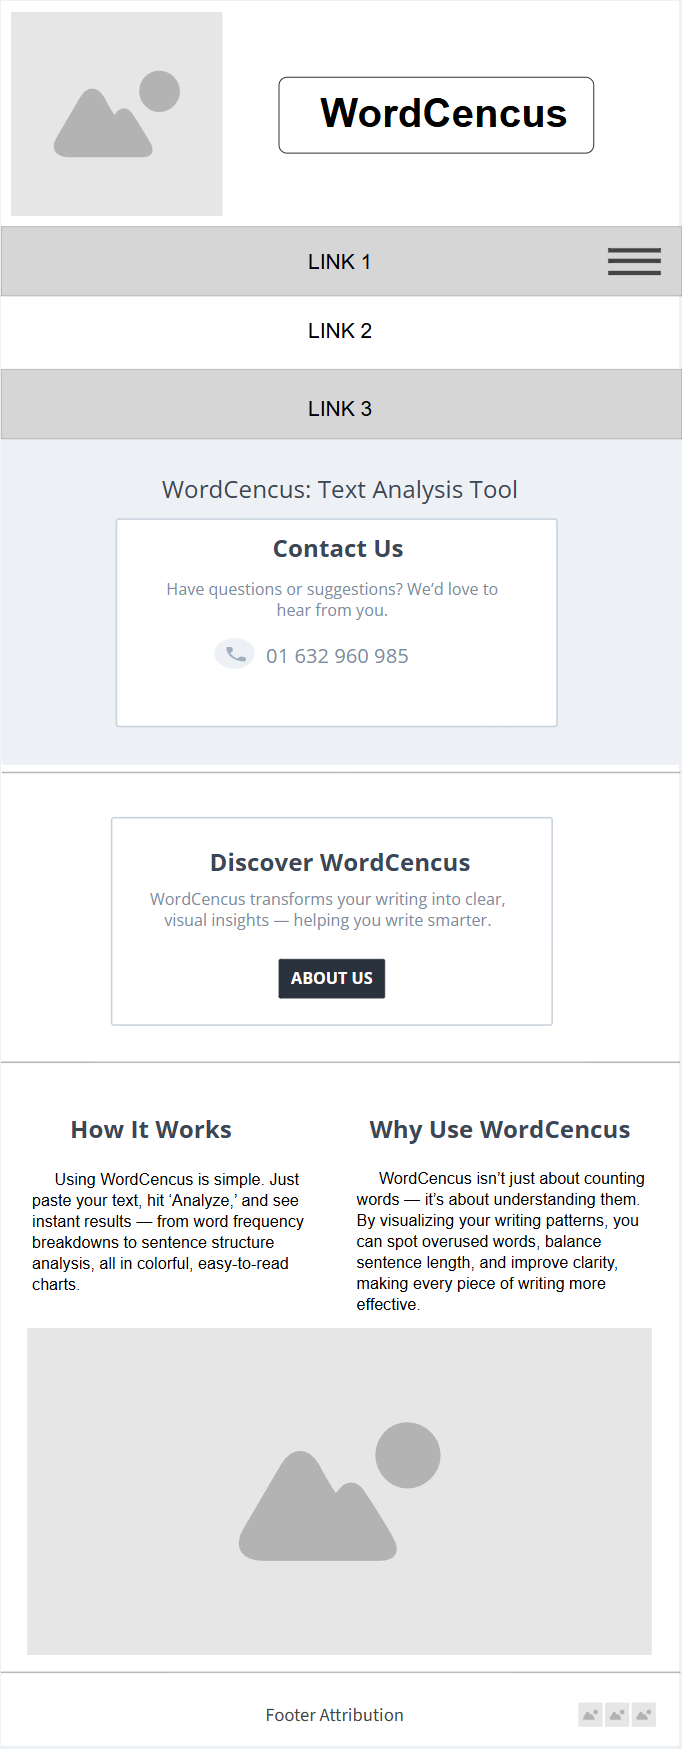 WordCencus
LINK 1
LINK 2
LINK 3
WordCencus: Text Analysis Tool
Contact Us
Have questions or suggestions? We’d love to
hear from you.
01 632 960 985
Discover WordCencus
WordCencus transforms your writing into clear,
visual insights — helping you write smarter.
ABOUT US
How It Works
Using WordCencus is simple. Just
paste your text, hit ‘Analyze,’ and see
instant results — from word frequency
breakdowns to sentence structure
analysis, all in colorful, easy-to-read
charts.
Why Use WordCencus
WordCencus isn’t just about counting
words — it’s about understanding them.
By visualizing your writing patterns, you
can spot overused words, balance
sentence length, and improve clarity,
making every piece of writing more
effective.
Footer Attribution